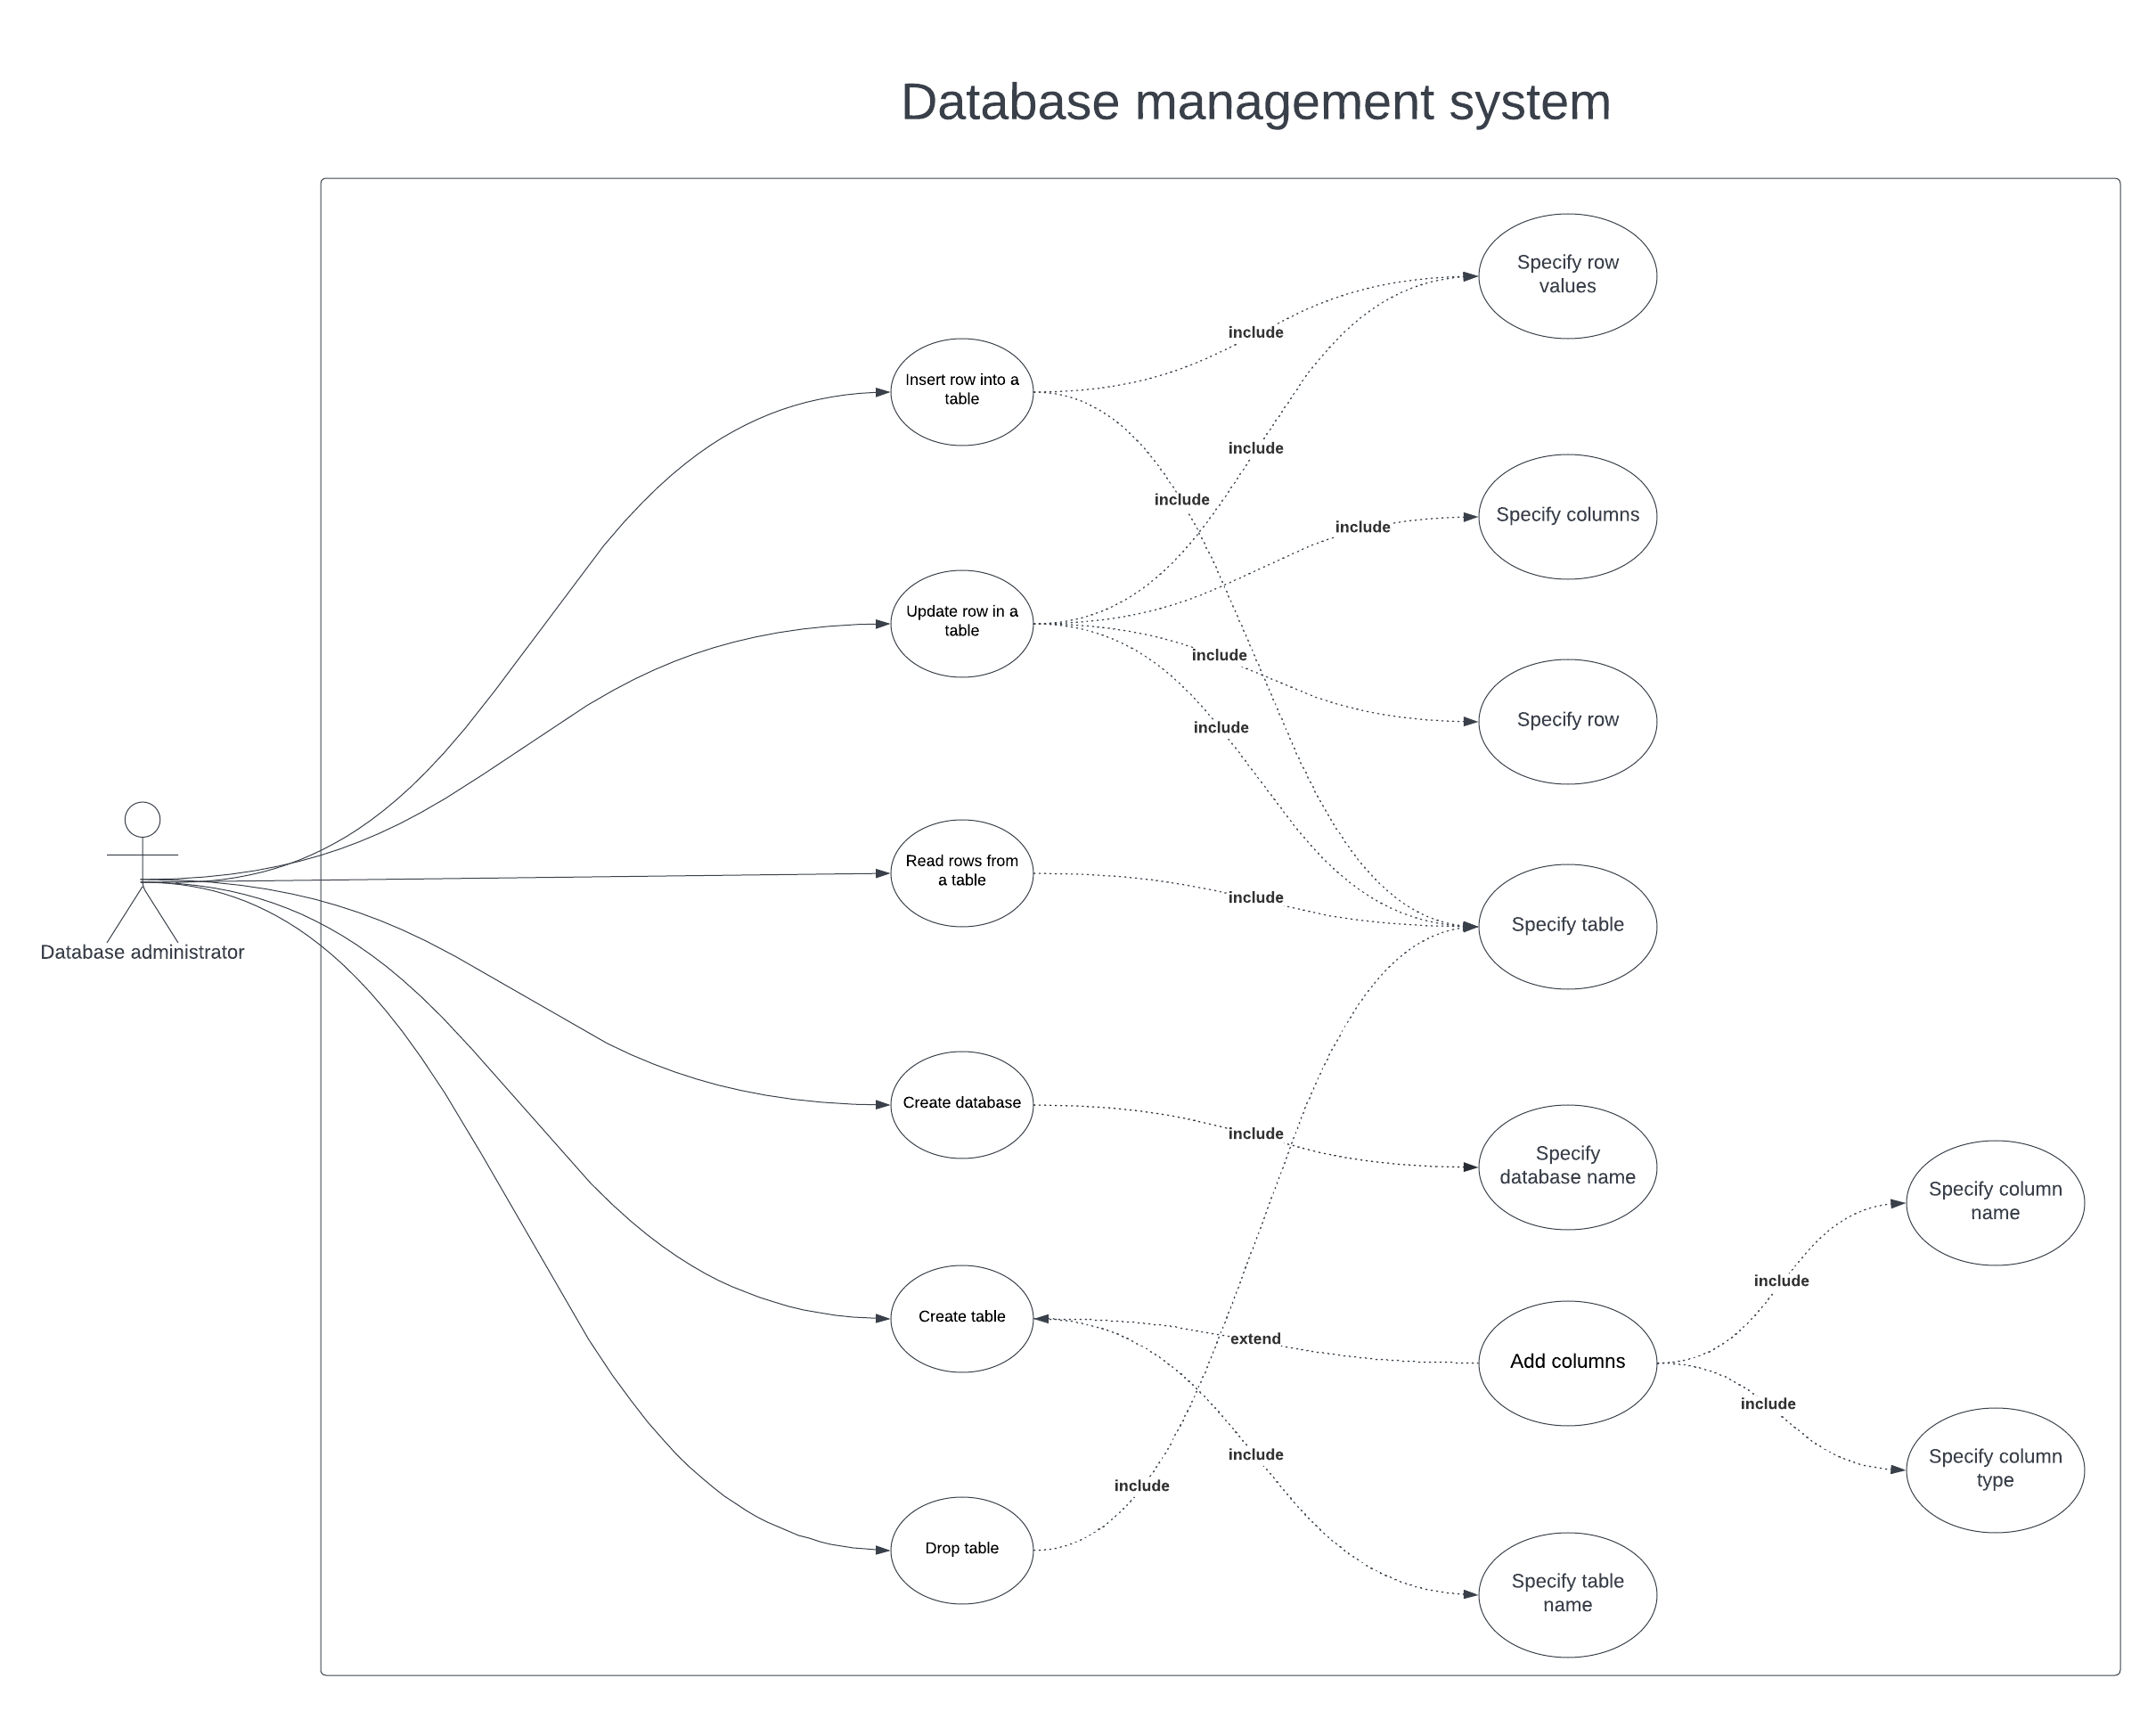 Database management system
Specify row
values
include
Insert row into a
table
include
include
Specify columns
include
Update row in a
table
include
Specify row
include
Read rows from
a table
include
Specify table
Database administrator
Create database
include
Specify
database name
Specify column
name
include
Create table
extend
Add columns
include
include
Specify column
type
include
Drop table
Specify table
name